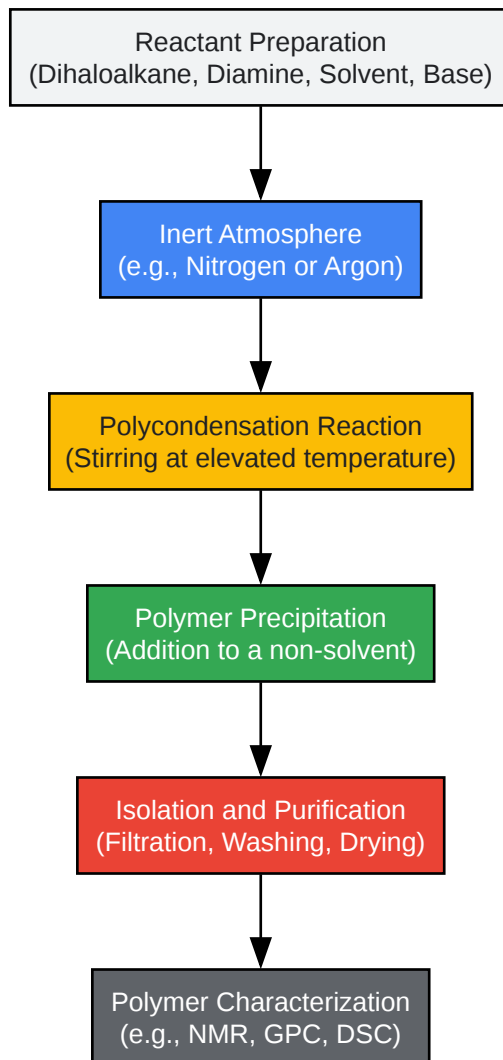 Reactant Preparation
(Dihaloalkane, Diamine, Solvent, Base)
Inert Atmosphere
(e.g., Nitrogen or Argon)
Polycondensation Reaction
(Stirring at elevated temperature)
Polymer Precipitation
(Addition to a non-solvent)
Isolation and Purification
(Filtration, Washing, Drying)
Polymer Characterization
(e.g., NMR, GPC, DSC)